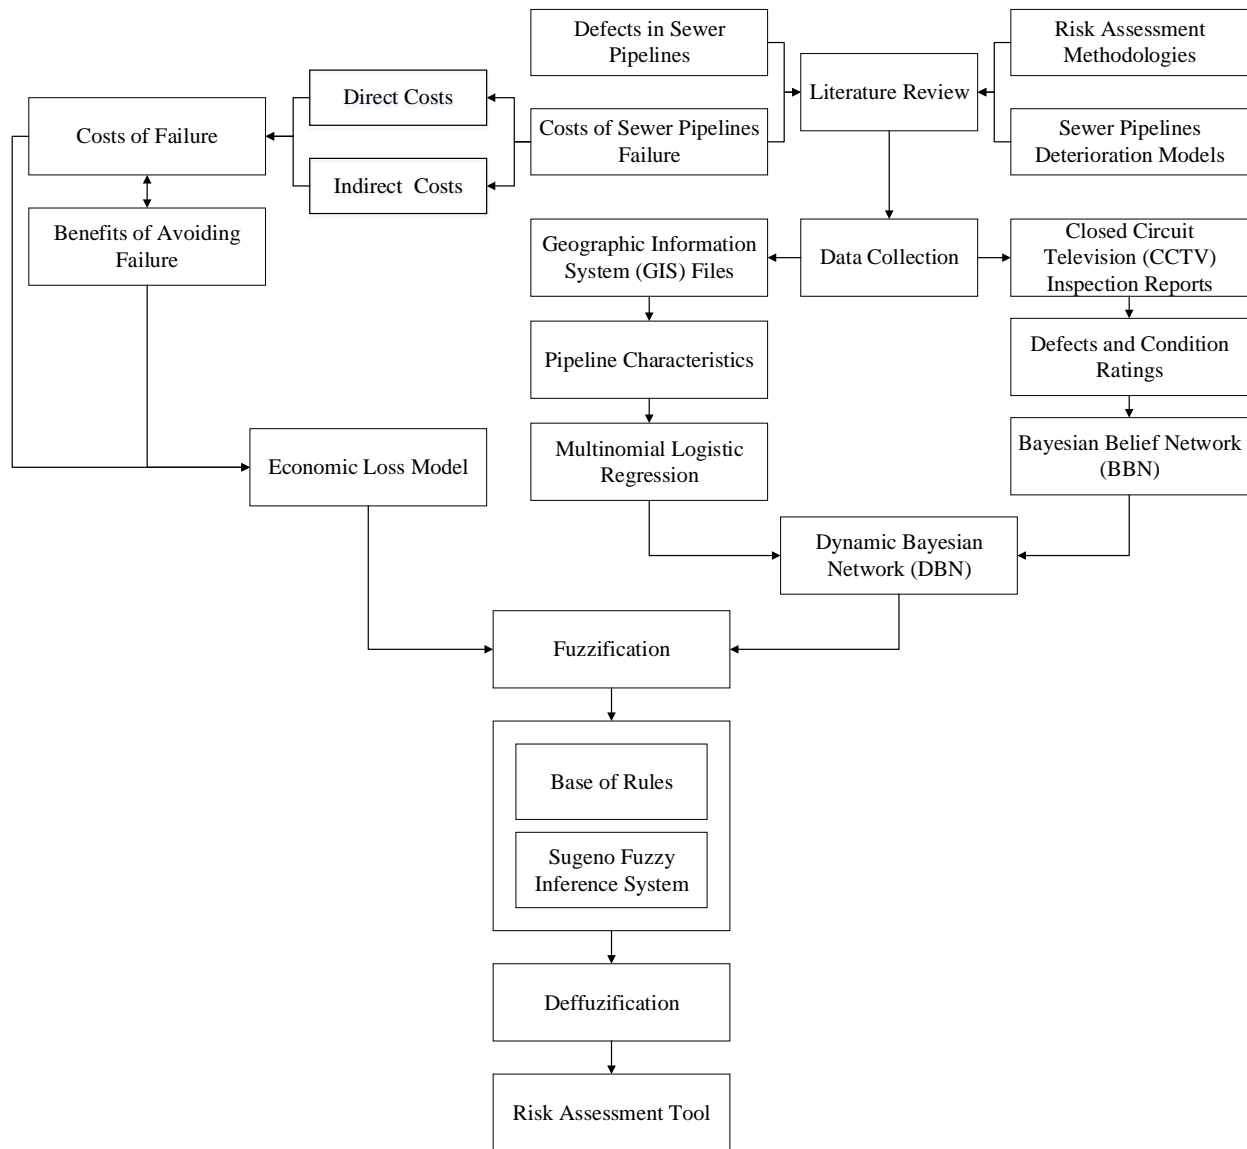 Defects in Sewer
Pipelines
Risk Assessment
Methodologies
Literature Review
Direct Costs
Costs of Failure
Costs of Sewer Pipelines
Failure
Sewer Pipelines
Deterioration Models
Indirect Costs
Benefits of Avoiding
Failure
Geographic Information
System (GIS) Files
Data Collection
Closed Circuit
Television (CCTV)
Inspection Reports
Pipeline Characteristics
Defects and Condition
Ratings
Economic Loss Model
Multinomial Logistic
Regression
Bayesian Belief Network
(BBN)
Dynamic Bayesian
Network (DBN)
Fuzzification
Base of Rules
Sugeno Fuzzy
Inference System
Deffuzification
Risk Assessment Tool